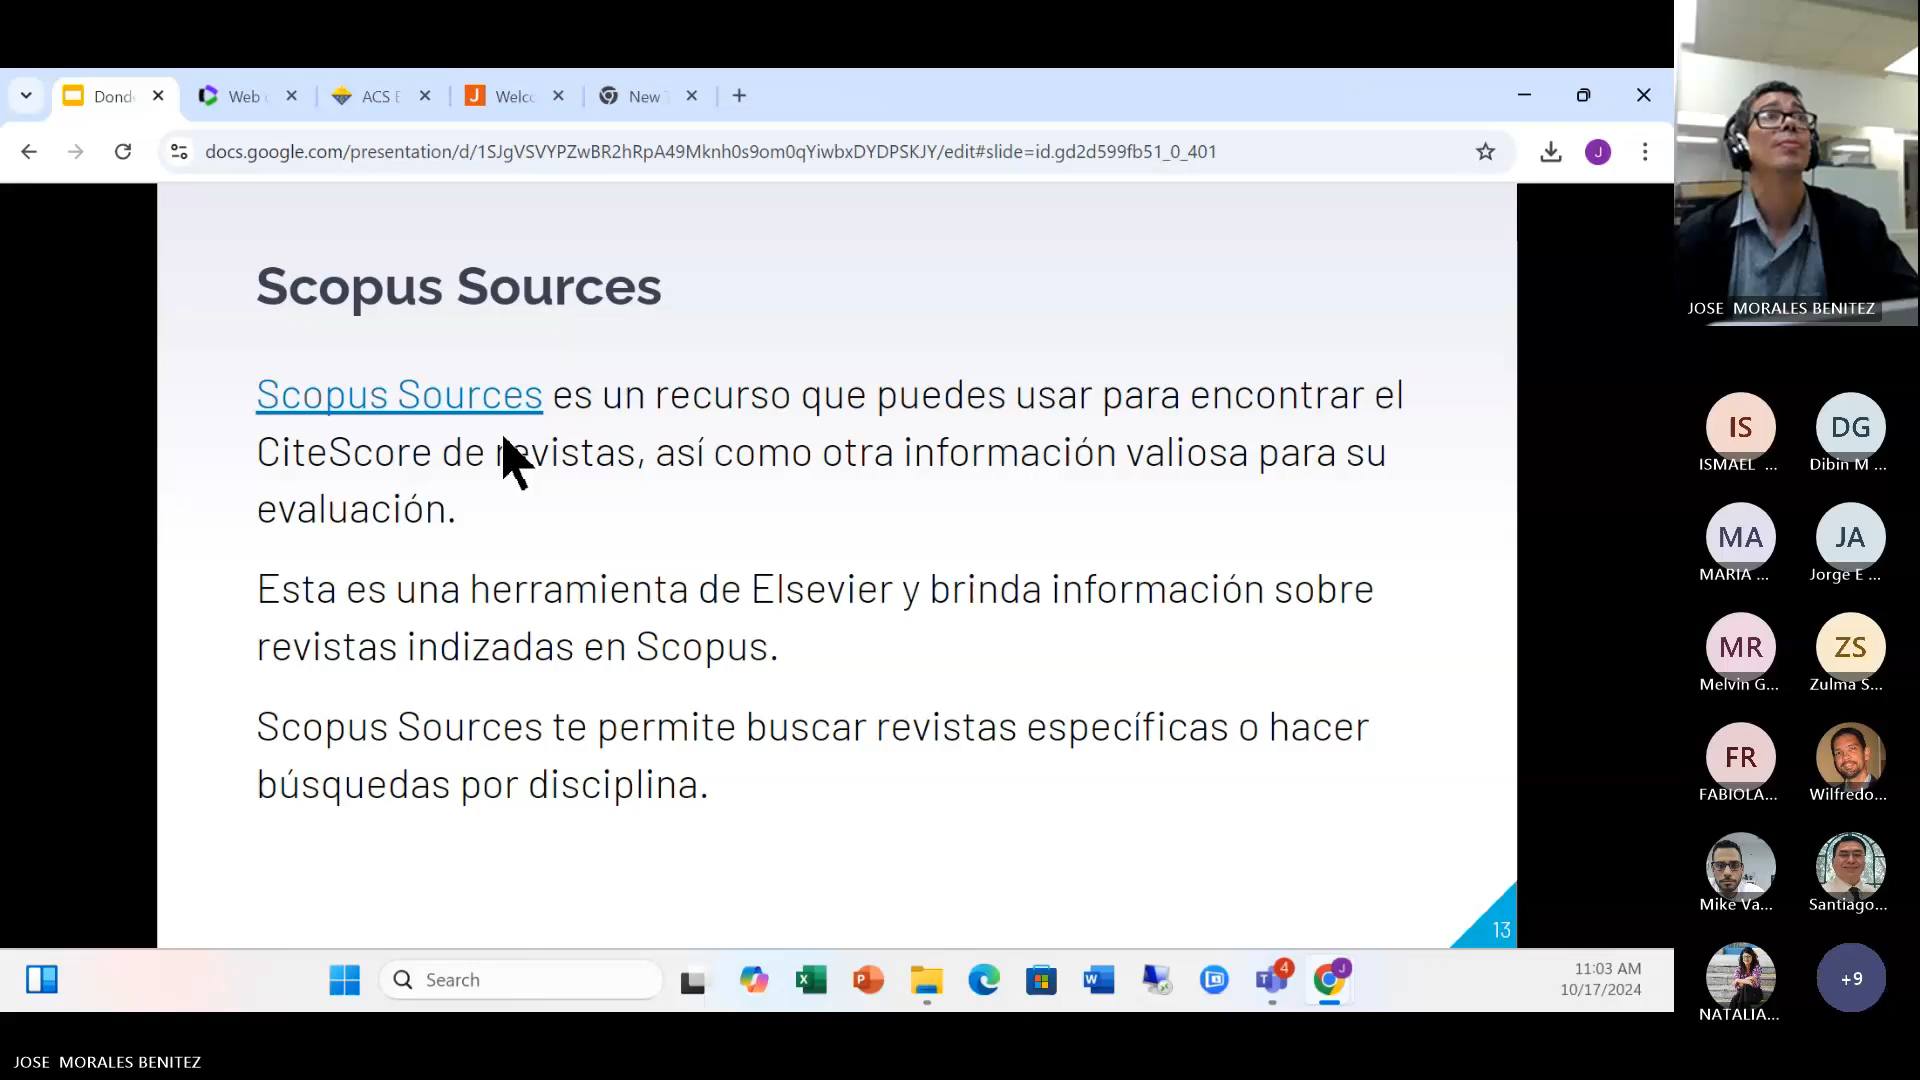 Dond
Web
ACS E
Welc
New
docs.google.com/presentation/d/1SJgVSVYPZwBR2hRpA49Mknh0s9om0qYiwbxDYDPSKJY/edit#slide=id.gd2d599fb51_0_401
J
JOSE MORALES BENITEZ
Scopus Sources
Scopus Sources es un recurso que puedes usar para encontrar el
CiteScore de revistas, así como otra información valiosa para su
evaluación.
Esta es una herramienta de Elsevier y brinda información sobre
revistas indizadas en Scopus.
Scopus Sources te permite buscar revistas específicas o hacer
búsquedas por disciplina.
13
IS
ISMAEL ...
DG
Dibin M ...
MA
MARIA ...
JA
Jorge E ...
MR
Melvin G...
ZS
Zulma S...
FR
FABIOLA...
Wilfredo...
Mike Va...
Santiago...
NATALIA...
+9
Search
4
J
11:03 AM
10/17/2024
JOSE MORALES BENITEZ